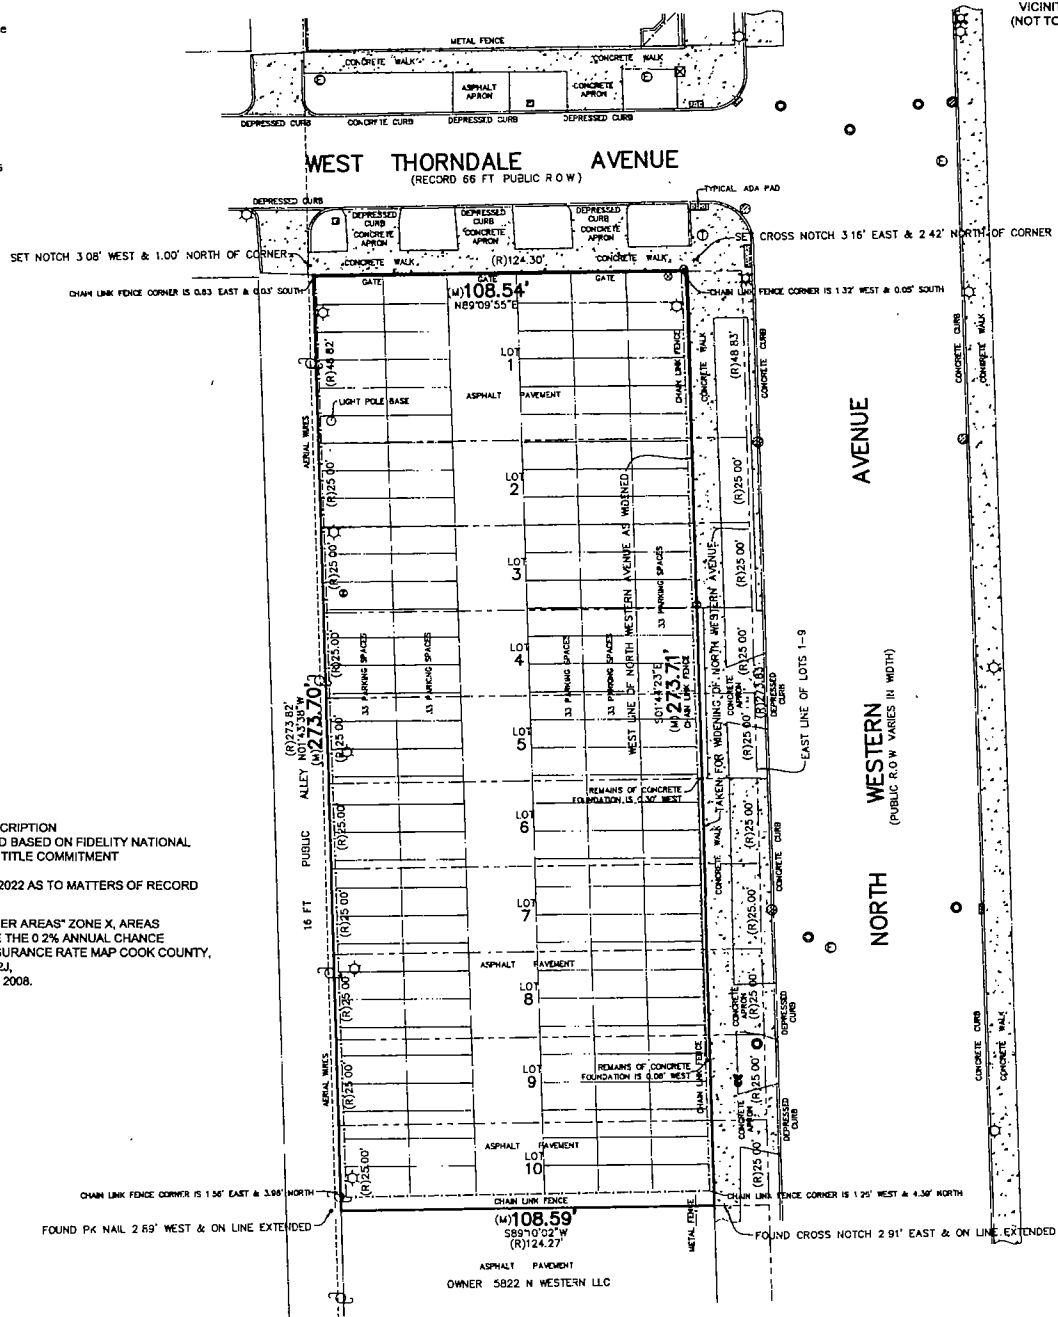 VICINIT
(NOT TO
METAL FENCE
CONCRETE WALK
CONCRETE WALK
ASPHALT
APRON
CONCRETE
APRON
DEPRESSED CURB
CONCRETE CURB
DEPRESSED CURB
DEPRESSED CURB
WEST THORNDALE AVENUE
(RECORD 66 FT PUBLIC R O W)
TYPICAL ADA PAD
DEPRESSED CURB
DEPRESSED
CURB
CONCRETE
APRON
DEPRESSED
CURB
CONCRETE
APRON
DEPRESSED
CURB
CONCRETE
APRON
SET NOTCH 3 08' WEST & 1.00' NORTH OF CORNER
SET CROSS NOTCH 3 16' EAST & 2 42' NORTH OF CORNER
CONCRETE WALK
(R)124.30'
CONCRETE WALK
CHAIN LINK FENCE CORNER IS 0.83 EAST & 0.03' SOUTH
GATE
GATE
GATE
CHAIN LINK FENCE CORNER IS 1.32' WEST & 0.05' SOUTH
(M)108.54'
N89°09'55"E
(R)48 82'
(R)48 83'
LOT
1
ASPHALT PAVEMENT
LIGHT POLE BASE
AERIAL WIRES
CHAIN LINK FENCE
CONCRETE WALK
CONCRETE CURB
CONCRETE CURB
CONCRETE WALK
(R)25 00'
LOT
2
(R)25 00'
(R)25 00'
LOT
3
(R)25 00'
WEST LINE OF NORTH WESTERN AVENUE AS WIDENED
TAKEN FOR WIDENING OF NORTH WESTERN AVENUE
(R)25.00'
LOT
4
(R)25 00'
33 PARKING SPACES
33 PARKING SPACES
33 PARKING SPACES
33 PARKING SPACES
33 PARKING SPACES
S01°44'23"E
(M)273.71'
CHAIN LINK FENCE
(R)273.83'
CONCRETE
APRON
DEPRESSED
CURB
EAST LINE OF LOTS 1-9
(R)273 82'
N01°43'38"W
(M)273.70'
16 FT PUBLIC ALLEY
(R)25 00'
LOT
5
(R)25 00'
REMAINS OF CONCRETE
FOUNDATION IS 0.30' WEST
(R)25.00'
LOT
6
(R)25 00'
CONCRETE WALK
CONCRETE CURB
NORTH WESTERN AVENUE
(PUBLIC R.O W VARIES IN WIDTH)
CRIPTION
D BASED ON FIDELITY NATIONAL
TITLE COMMITMENT
2022 AS TO MATTERS OF RECORD
ER AREAS" ZONE X, AREAS
E THE 0 2% ANNUAL CHANCE
SURANCE RATE MAP COOK COUNTY,
2J,
2008.
(R)25.00'
LOT
7
(R)25.00'
ASPHALT PAVEMENT
(R)25 00'
LOT
8
(R)25 00'
CONCRETE
APRON
DEPRESSED
CURB
CONCRETE CURB
CONCRETE WALK
AERIAL WIRES
(R)25 00'
LOT
9
(R)25 00'
REMAINS OF CONCRETE
FOUNDATION IS 0.08' WEST
CHAIN LINK FENCE
CONCRETE
APRON
DEPRESSED
CURB
ASPHALT PAVEMENT
(R)25.00'
LOT
10
(R)25 00'
CHAIN LINK FENCE CORNER IS 1 56' EAST & 3.98' NORTH
CHAIN LINK FENCE
CHAIN LINK FENCE CORNER IS 1 25' WEST & 4.39' NORTH
FOUND PK NAIL 2 89' WEST & ON LINE EXTENDED
(M)108.59'
S89°10'02"W
(R)124.27'
METAL FENCE
FOUND CROSS NOTCH 2 91' EAST & ON LINE EXTENDED
ASPHALT PAVEMENT
OWNER 5822 N WESTERN LLC